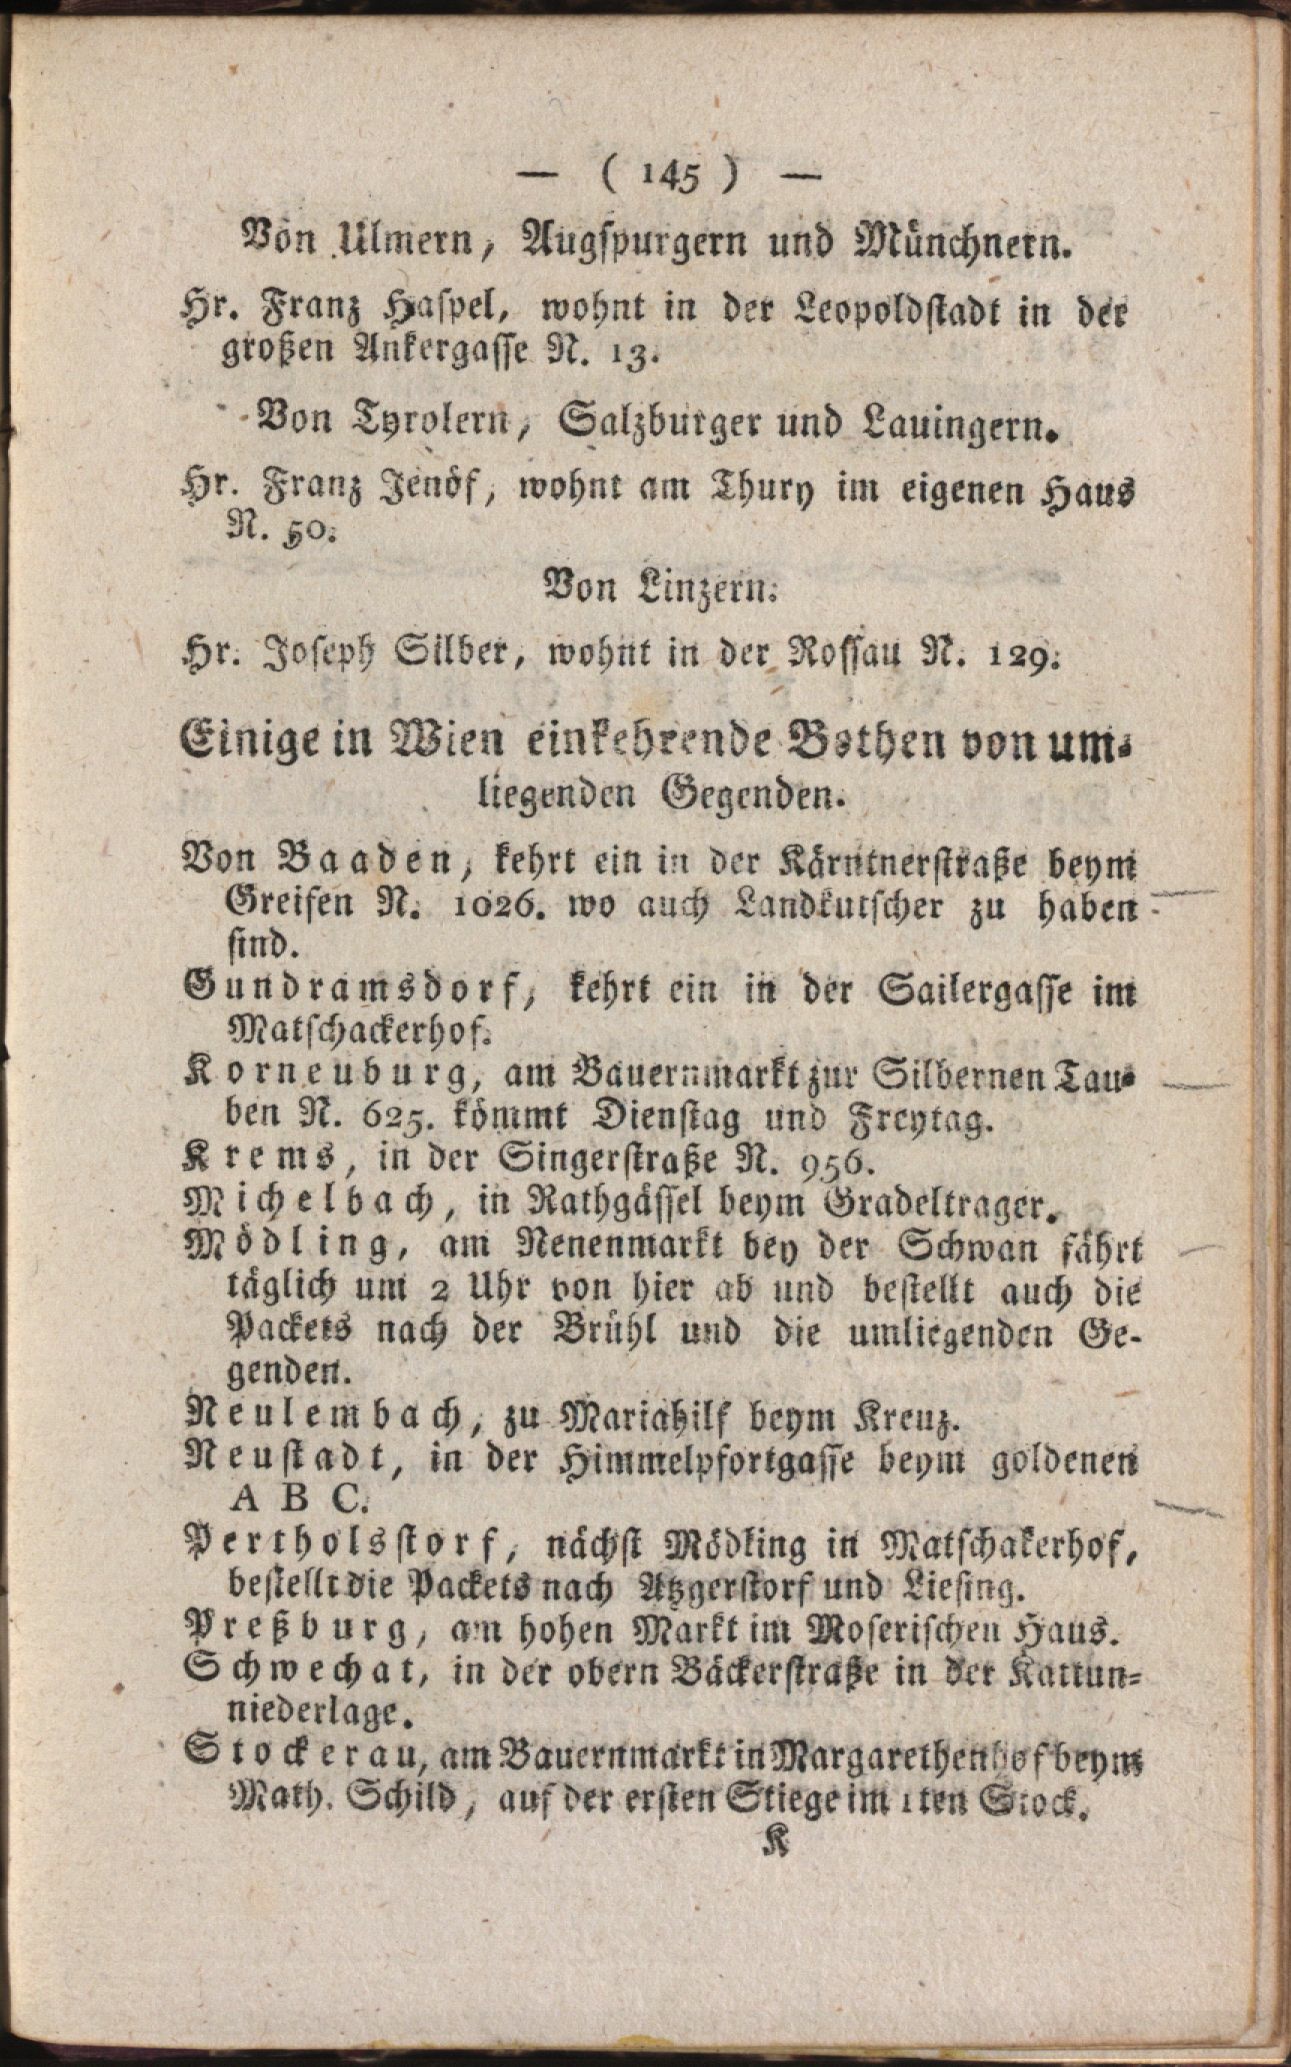 — ( 145 ) —
Von Ulmern, Augspurgern und Münchnern.
Hr. Franz Haspel, wohnt in der Leopoldstadt in der
großen Ankergasse N. 13.
Von Tyrolern, Salzburger und Lauingern.
Hr. Franz Jenök, wohnt am Thury im eigenen Haus
N. 50.
Von Linzern.
Hr. Joseph Silber, wohnt in der Rossau N. 129.
Einige in Wien einkehrende Bothen von um-
liegenden Gegenden.
Von Baaden, kehrt ein in der Kärntnerstraße beym
Greifen N. 1026. wo auch Landkutscher zu haben
sind.
Gundramsdorf, kehrt ein in der Sailergasse im
Matschackerhof.
Korneuburg, am Bauernmarkt zur Silbernen Tau-
ben N. 625. kömmt Dienstag und Freytag.
Krems, in der Singerstraße N. 956.
Michelbach, in Rathgässel beym Gradeltrager.
Mödling, am Nenenmarkt bey der Schwan fährt
täglich um 2 Uhr von hier ab und bestellt auch die
Packets nach der Brühl und die umliegenden Ge-
genden.
Neulembach, zu Mariahilf beym Kreuz.
Neustadt, in der Himmelpfortgasse beym goldenen
A B C.
Pertholsstorf, nächst Mödling in Matschakerhof,
bestellt die Packets nach Atzgerstorf und Liesing.
Preßburg, am hohen Markt im Moserischen Haus.
Schwechat, in der obern Bäckerstraße in der Kattun-
niederlage.
Stockerau, am Bauernmarkt in Margarethenhof beym
Math. Schild, auf der ersten Stiege im 1ten Stock.
K